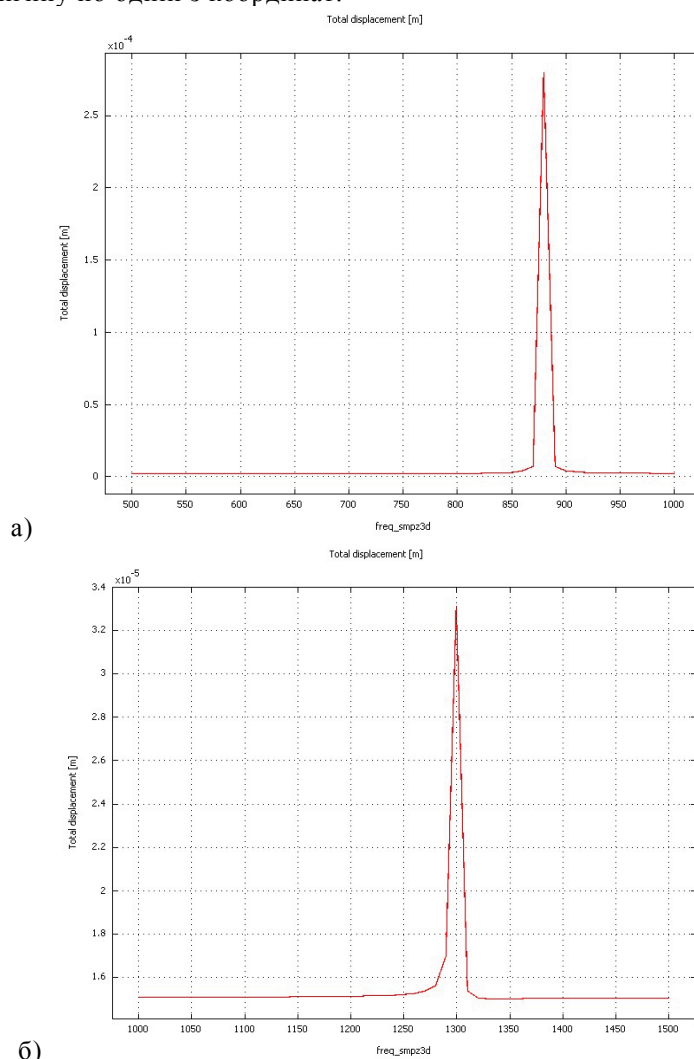 Total displacement [m]
×10⁻⁴
2.5
2
1.5
1
0.5
0
Total displacement [m]
500 550 600 650 700 750 800 850 900 950 1000
freq_smpz3d
а)
Total displacement [m]
×10⁻⁵
3.4
3.2
3
2.8
2.6
2.4
2.2
2
1.8
1.6
Total displacement [m]
1000 1050 1100 1150 1200 1250 1300 1350 1400 1450 1500
freq_smpz3d
б)